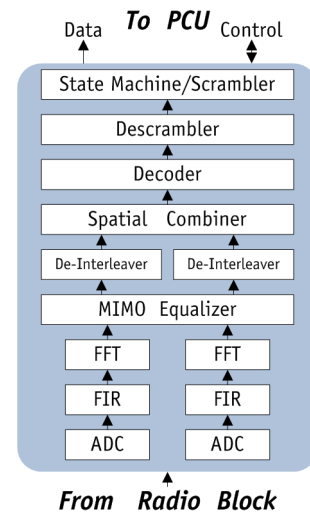 To PCU
Data
Control
State Machine/Scrambler
Descrambler
Decoder
Spatial Combiner
De-Interleaver
De-Interleaver
MIMO Equalizer
FFT
FFT
FIR
FIR
ADC
ADC
From Radio Block